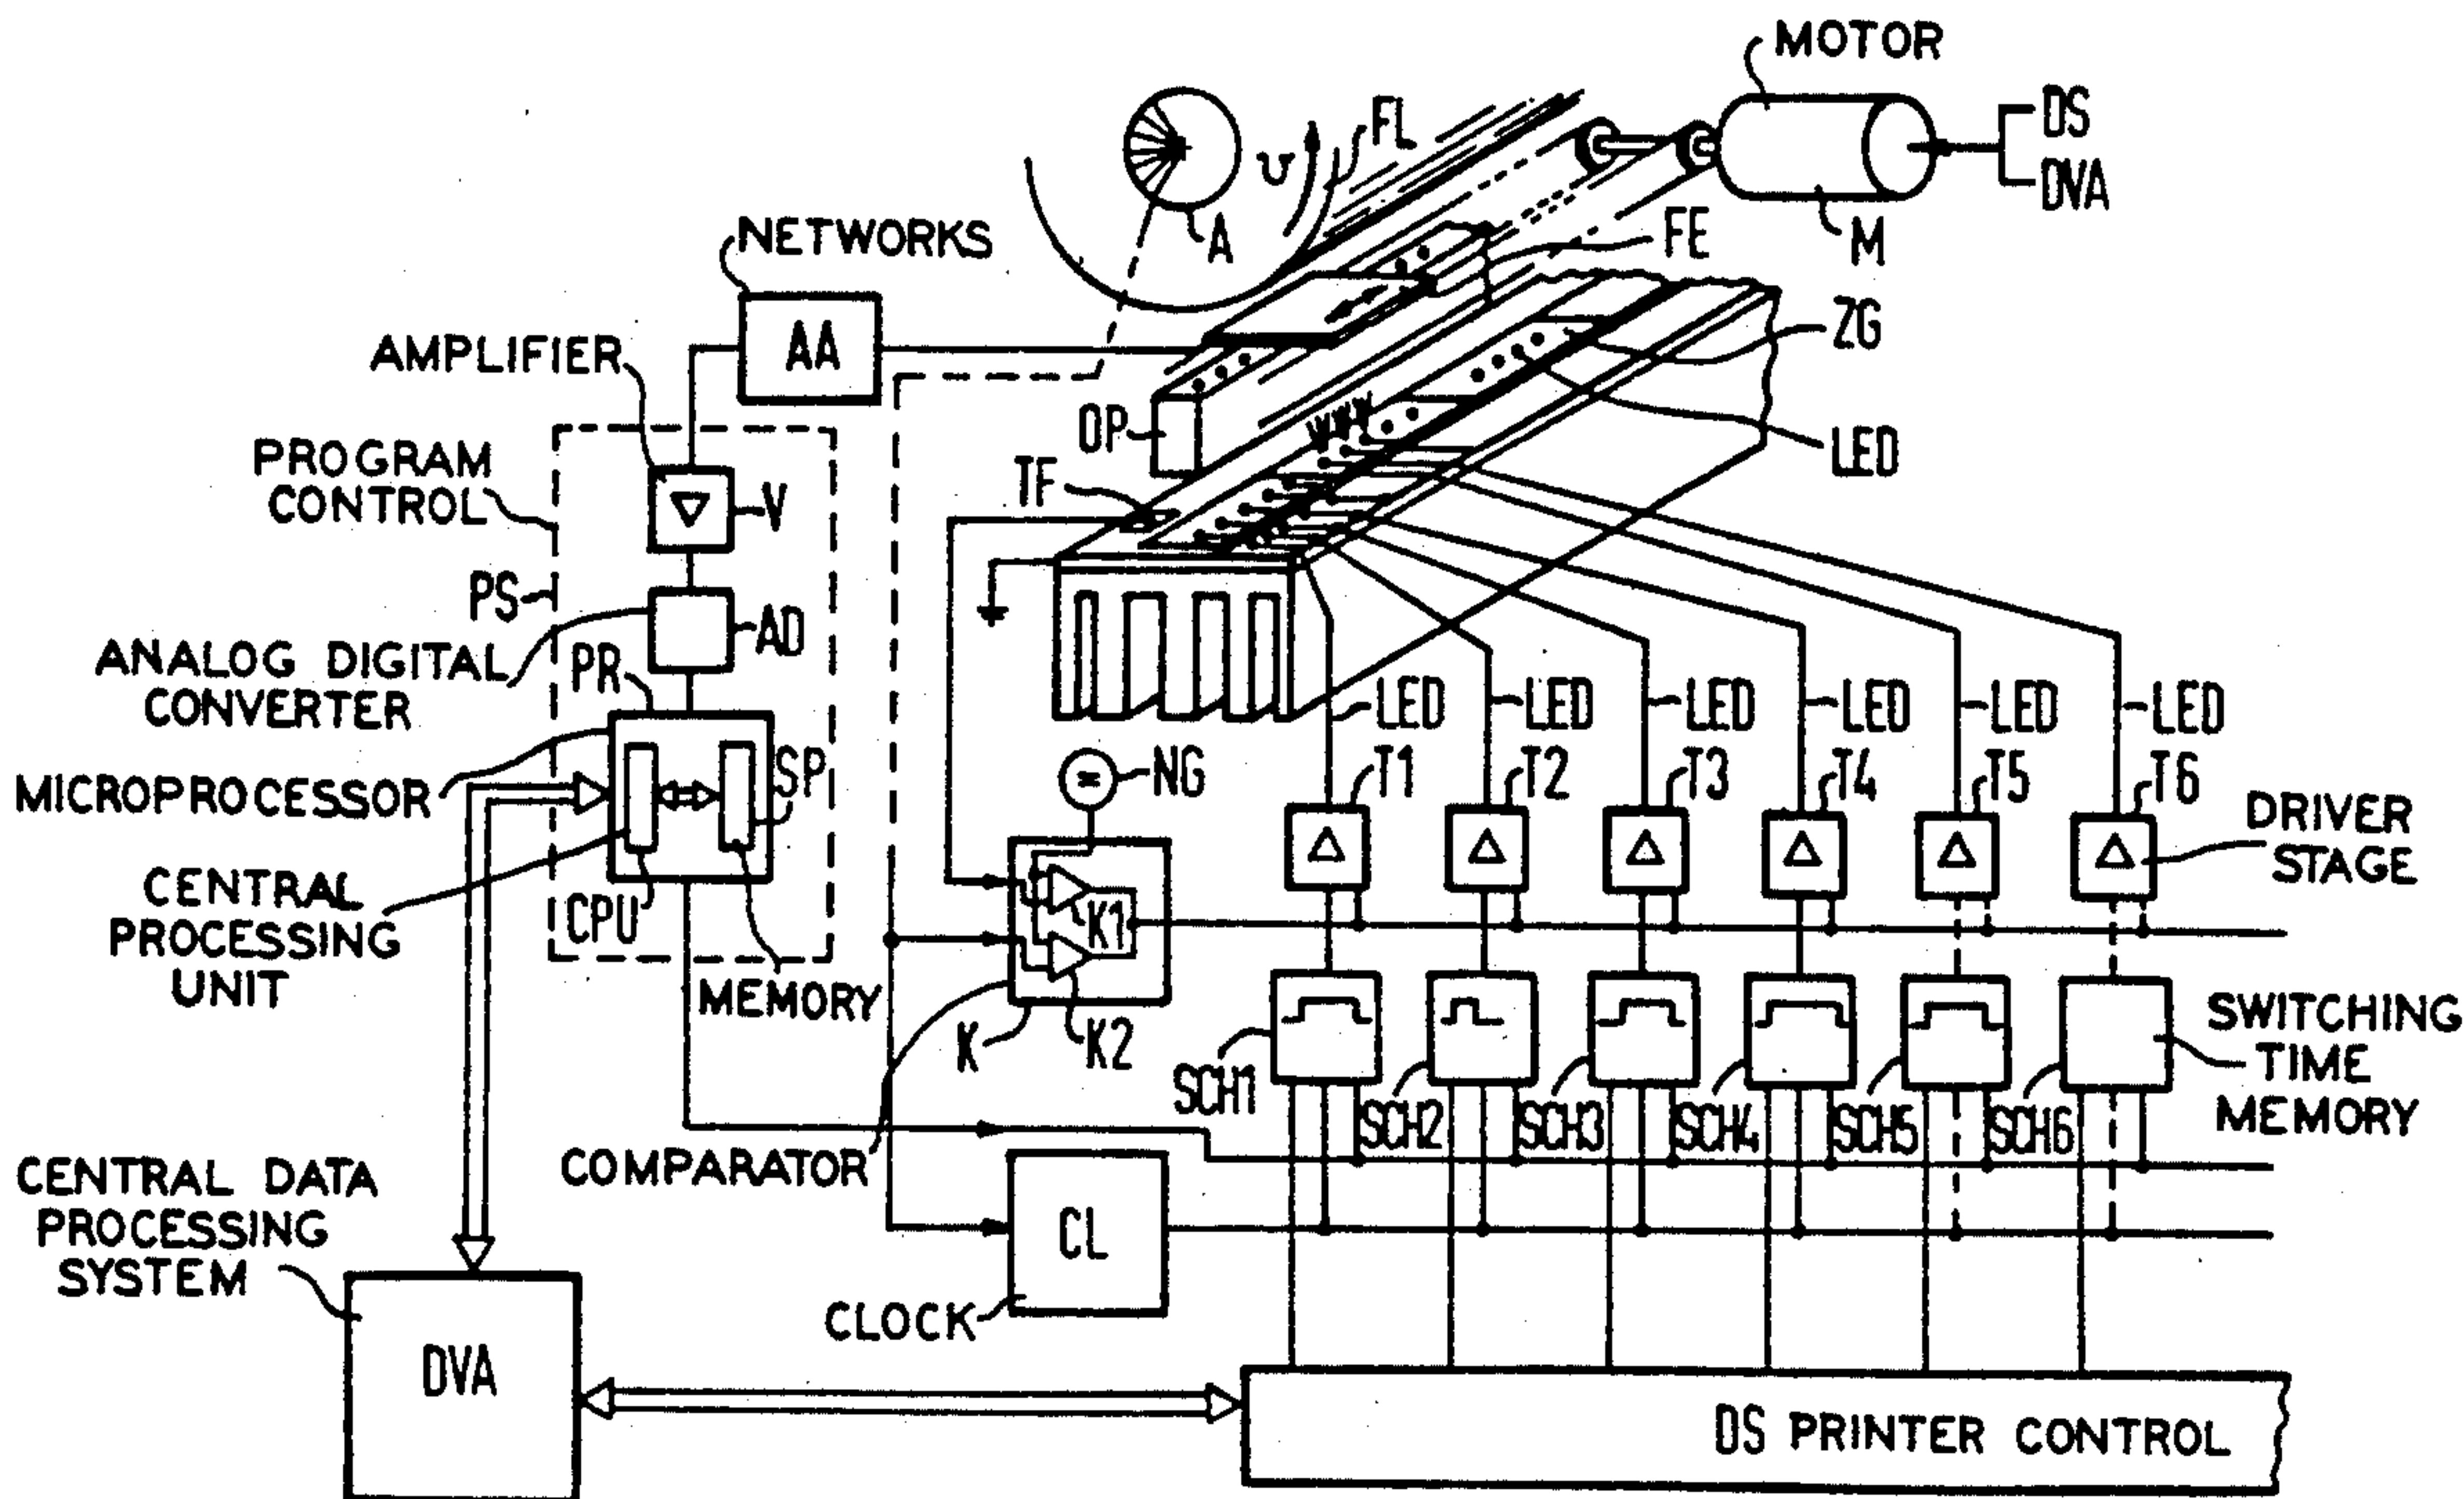 MOTOR
DS
DVA
M
FL
υ
A
FE
NETWORKS
AA
ZG
AMPLIFIER
OP
LED
PROGRAM
CONTROL
V
TF
PS
AD
ANALOG DIGITAL
CONVERTER
PR
LED
LED
LED
LED
LED
LED
MICROPROCESSOR
SP
NG
T1
T2
T3
T4
T5
T6
DRIVER
STAGE
CENTRAL
PROCESSING
UNIT
CPU
K1
MEMORY
K
K2
SCH1
SCH2
SCH3
SCH4
SCH5
SCH6
SWITCHING
TIME
MEMORY
COMPARATOR
CENTRAL DATA
PROCESSING
SYSTEM
CL
CLOCK
DVA
DS PRINTER CONTROL